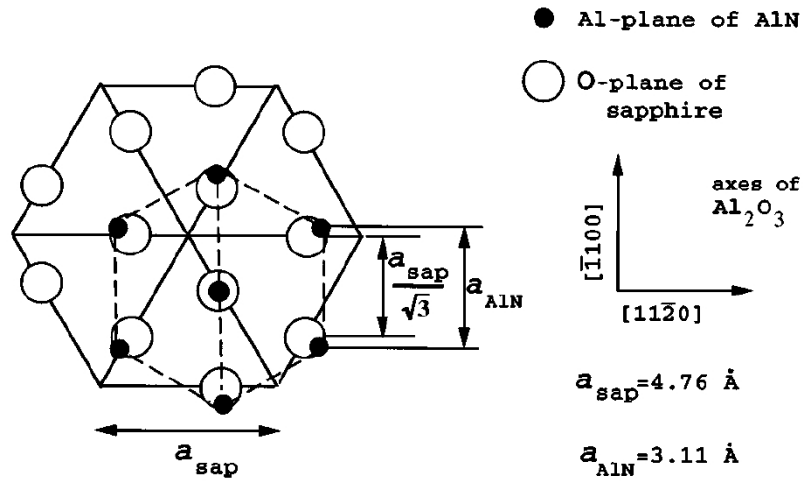 Al-plane of AlN
O-plane of
sapphire
axes of
Al₂O₃
[1̅100]
[112̅0]
a_sap
√3
a_AlN
a_sap
a_sap=4.76 Å
a_AlN=3.11 Å